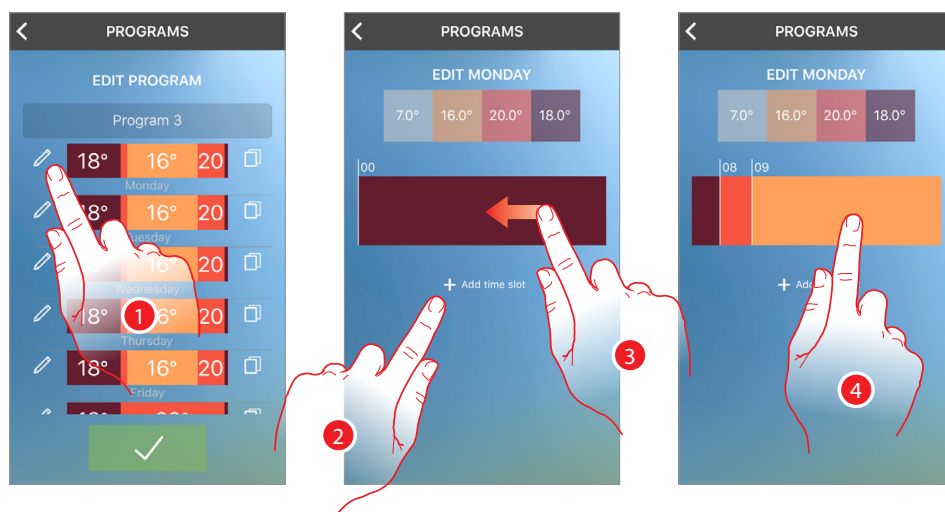 PROGRAMS
EDIT PROGRAM
Program 3
18° 16° 20
Monday
18° 16° 20
Tuesday
16° 20
Wednesday
18° 16° 20
Thursday
18° 16° 20
Friday
1
PROGRAMS
EDIT MONDAY
7.0° 16.0° 20.0° 18.0°
00
+ Add time slot
2
3
PROGRAMS
EDIT MONDAY
7.0° 16.0° 20.0° 18.0°
08 09
+ Ad
4